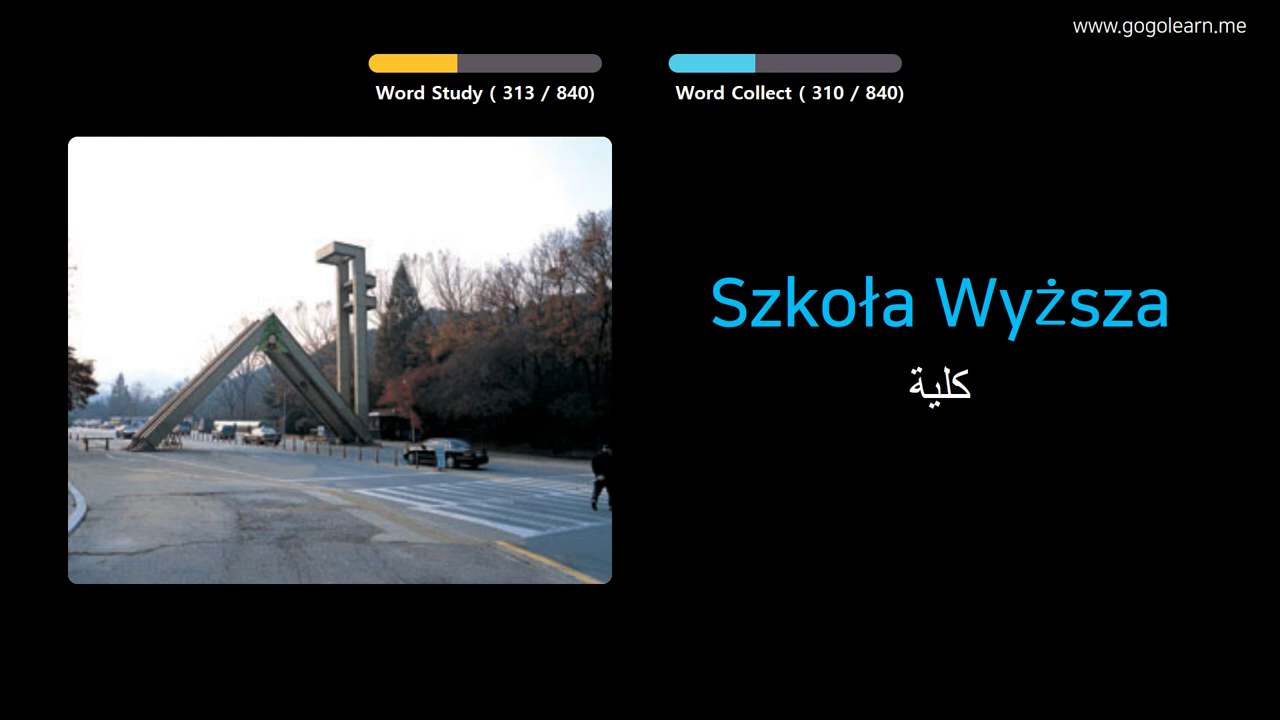 www.gogolearn.me
Word Study ( 313 / 840)
Word Collect ( 310 / 840)
Szkoła Wyższa
كلية